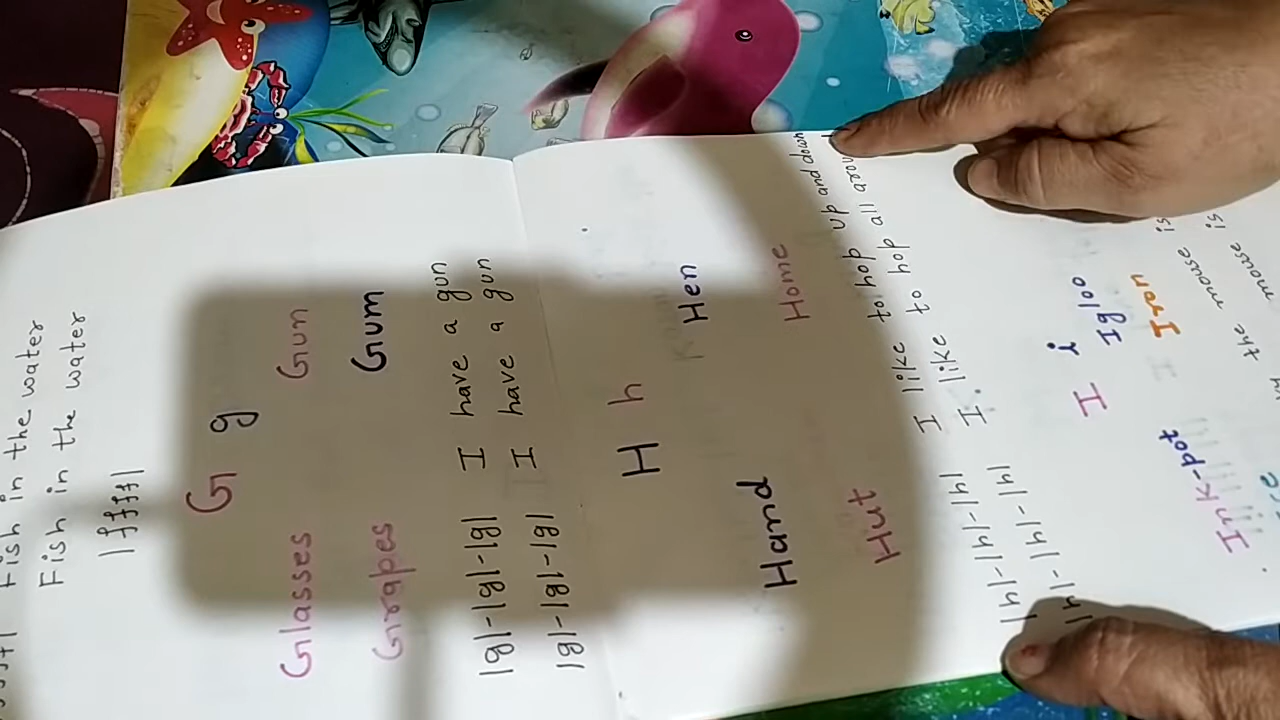 Fish in the water
Fish in the water
/fffff/
G g
Glasses Gun
Grapes Gum
/g/-/g/-/g/ I have a gun
/g/-/g/-/g/ I have a gun
H h
Hand Hen
Hut Home
/h/-/h/-/h/ I like to hop up and down
/h/-/h/-/h/ I like to hop all
I i
Ink-pot Igloo
Iron
the mouse is
mouse is